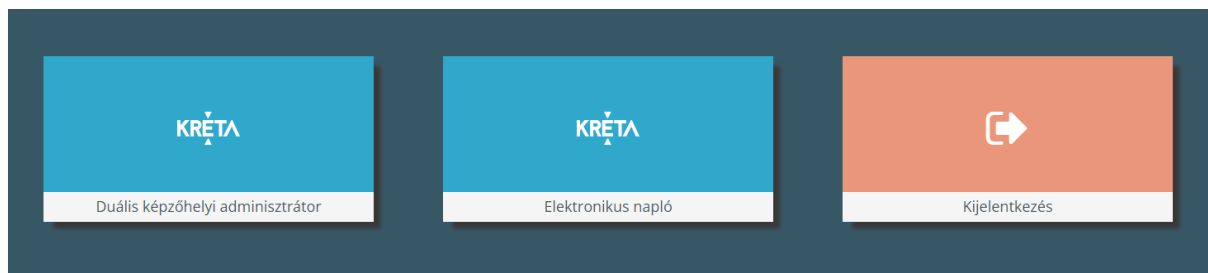 KRÉTA
KRÉTA
Duális képzőhelyi adminisztrátor
Elektronikus napló
Kijelentkezés